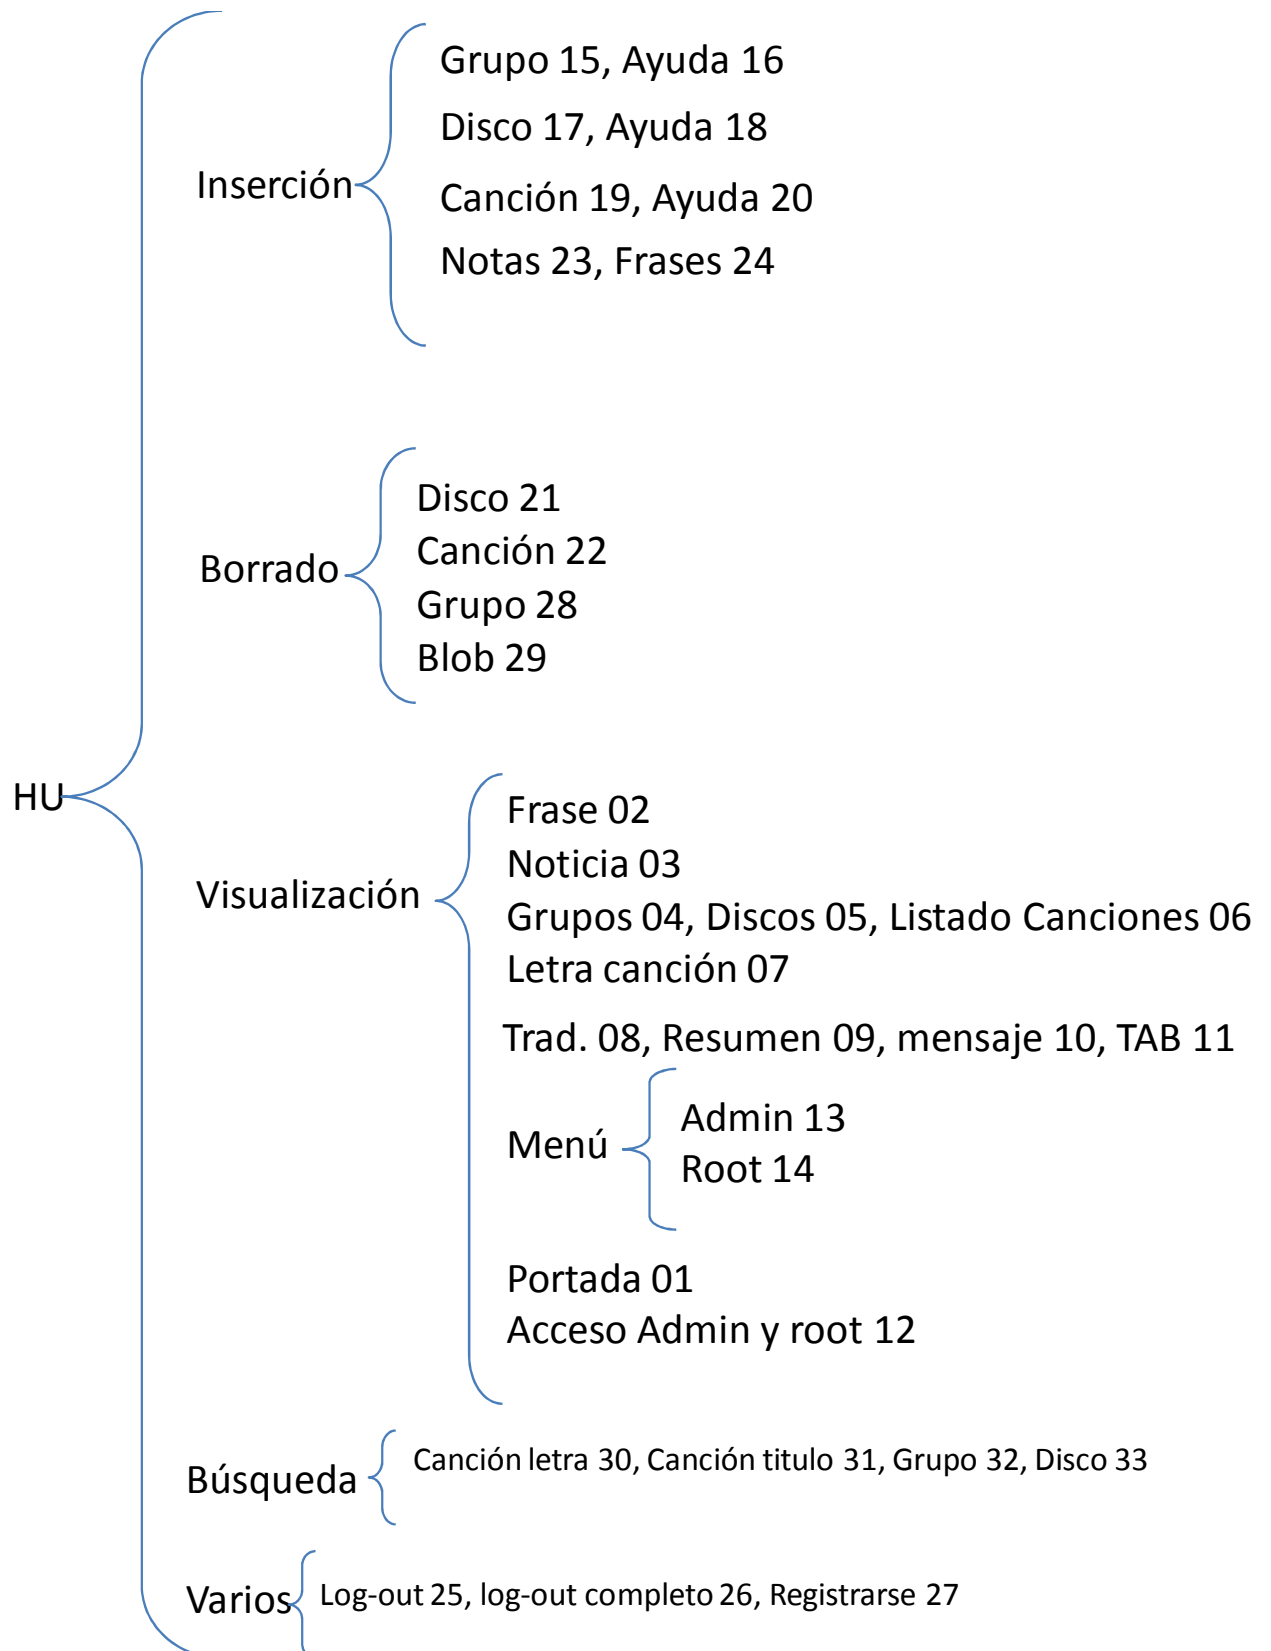 HU
Inserción
Grupo 15, Ayuda 16
Disco 17, Ayuda 18
Canción 19, Ayuda 20
Notas 23, Frases 24
Borrado
Disco 21
Canción 22
Grupo 28
Blob 29
Visualización
Frase 02
Noticia 03
Grupos 04, Discos 05, Listado Canciones 06
Letra canción 07
Trad. 08, Resumen 09, mensaje 10, TAB 11
Menú
Admin 13
Root 14
Portada 01
Acceso Admin y root 12
Búsqueda
Canción letra 30, Canción titulo 31, Grupo 32, Disco 33
Varios
Log-out 25, log-out completo 26, Registrarse 27